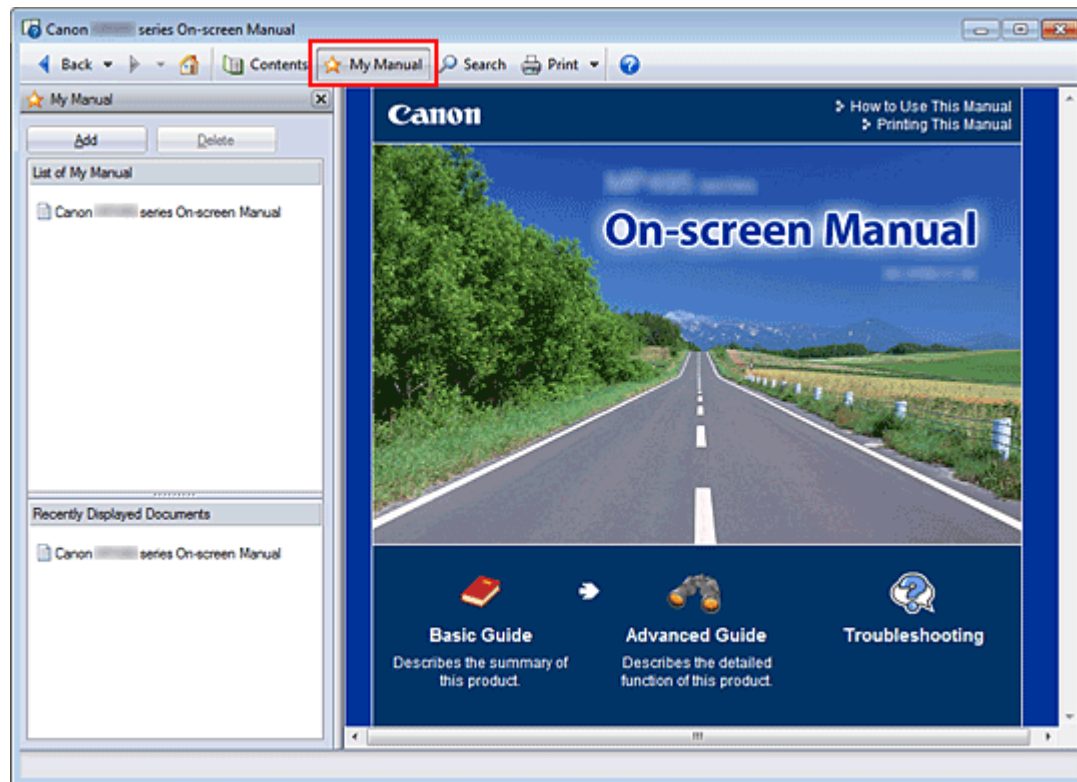 Canon series On-screen Manual
Back Contents My Manual Search Print
My Manual
Add Delete
List of My Manual
Canon series On-screen Manual
Recently Displayed Documents
Canon series On-screen Manual
Canon
How to Use This Manual
Printing This Manual
series
On-screen Manual
Basic Guide
Describes the summary of
this product.
Advanced Guide
Describes the detailed
function of this product.
Troubleshooting